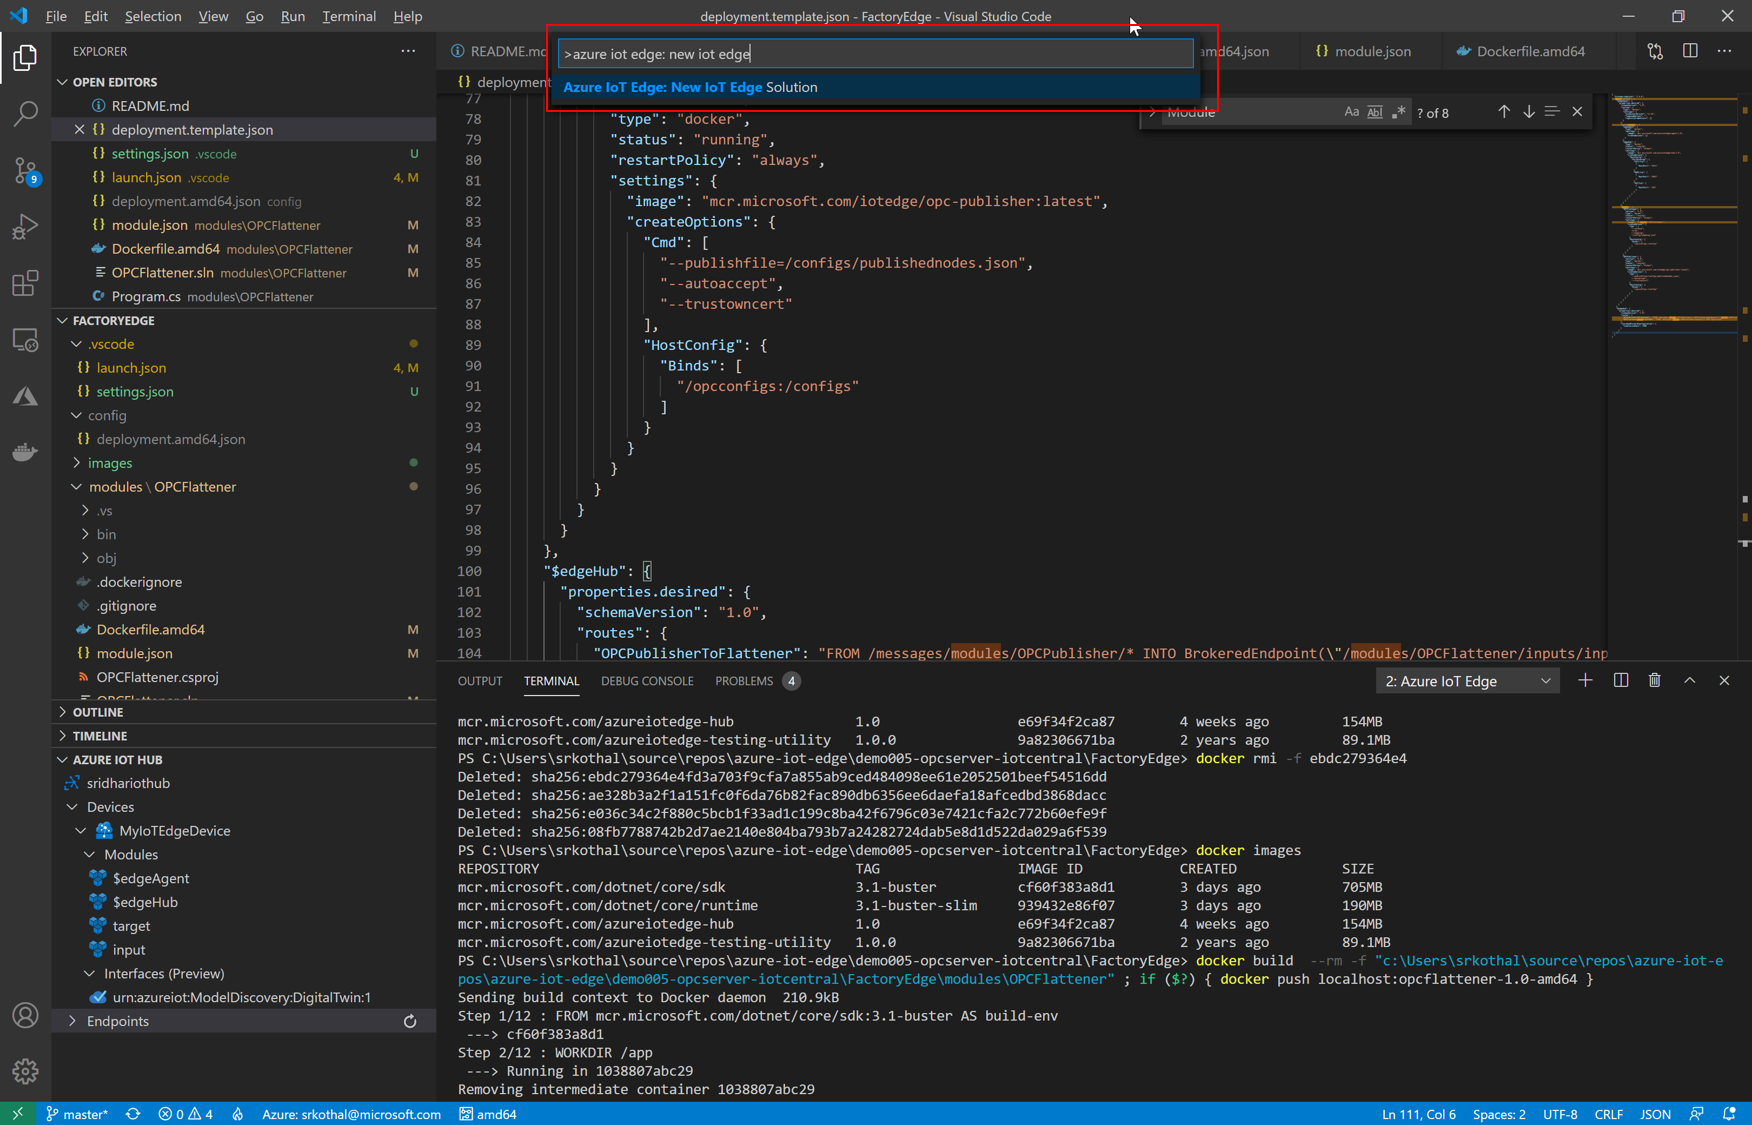 File Edit Selection View Go Run Terminal Help
deployment.template.json - FactoryEdge - Visual Studio Code
EXPLORER
OPEN EDITORS
README.md
deployment.template.json
settings.json .vscode U
launch.json .vscode 4, M
deployment.amd64.json config
module.json modules\OPCFlattener M
Dockerfile.amd64 modules\OPCFlattener M
OPCFlattener.sln modules\OPCFlattener M
Program.cs modules\OPCFlattener
FACTORYEDGE
.vscode
launch.json 4, M
settings.json U
config
deployment.amd64.json
images
modules \ OPCFlattener
.vs
bin
obj
.dockerignore
.gitignore
Dockerfile.amd64 M
module.json M
OPCFlattener.csproj
OUTLINE
TIMELINE
AZURE IOT HUB
sridhariothub
Devices
MyIoTEdgeDevice
Modules
$edgeAgent
$edgeHub
target
input
Interfaces (Preview)
urn:azureiot:ModelDiscovery:DigitalTwin:1
Endpoints
9
README.md
md64.json
module.json
Dockerfile.amd64
>azure iot edge: new iot edge
Azure IoT Edge: New IoT Edge Solution
deployment
Module
Aa Abl .* ? of 8
77
78 "type": "docker",
79 "status": "running",
80 "restartPolicy": "always",
81 "settings": {
82 "image": "mcr.microsoft.com/iotedge/opc-publisher:latest",
83 "createOptions": {
84 "Cmd": [
85 "--publishfile=/configs/publishednodes.json",
86 "--autoaccept",
87 "--trustowncert"
88 ],
89 "HostConfig": {
90 "Binds": [
91 "/opcconfigs:/configs"
92 ]
93 }
94 }
95 }
96 }
97 }
98 }
99 },
100 "$edgeHub": {
101 "properties.desired": {
102 "schemaVersion": "1.0",
103 "routes": {
104 "OPCPublisherToFlattener": "FROM /messages/modules/OPCPublisher/* INTO BrokeredEndpoint(\"/modules/OPCFlattener/inputs/inp
OUTPUT TERMINAL DEBUG CONSOLE PROBLEMS 4
2: Azure IoT Edge
mcr.microsoft.com/azureiotedge-hub 1.0 e69f34f2ca87 4 weeks ago 154MB
mcr.microsoft.com/azureiotedge-testing-utility 1.0.0 9a82306671ba 2 years ago 89.1MB
PS C:\Users\srkothal\source\repos\azure-iot-edge\demo005-opcserver-iotcentral\FactoryEdge> docker rmi -f ebdc279364e4
Deleted: sha256:ebdc279364e4fd3a703f9cfa7a855ab9ced484098ee61e2052501beef54516dd
Deleted: sha256:ae328b3a2f1a151fc0f6da76b82fac890db6356ee6daefa18afcedbd3868dacc
Deleted: sha256:e036c34c2f880c5bcb1f33ad1c199c8ba42f6796c03e7421cfa2c772b60efe9f
Deleted: sha256:08fb7788742b2d7ae2140e804ba793b7a24282724dab5e8d1d522da029a6f539
PS C:\Users\srkothal\source\repos\azure-iot-edge\demo005-opcserver-iotcentral\FactoryEdge> docker images
REPOSITORY TAG IMAGE ID CREATED SIZE
mcr.microsoft.com/dotnet/core/sdk 3.1-buster cf60f383a8d1 3 days ago 705MB
mcr.microsoft.com/dotnet/core/runtime 3.1-buster-slim 939432e86f07 3 days ago 190MB
mcr.microsoft.com/azureiotedge-hub 1.0 e69f34f2ca87 4 weeks ago 154MB
mcr.microsoft.com/azureiotedge-testing-utility 1.0.0 9a82306671ba 2 years ago 89.1MB
PS C:\Users\srkothal\source\repos\azure-iot-edge\demo005-opcserver-iotcentral\FactoryEdge> docker build --rm -f "c:\Users\srkothal\source\repos\azure-iot-e
pos\azure-iot-edge\demo005-opcserver-iotcentral\FactoryEdge\modules\OPCFlattener" ; if ($?) { docker push localhost:opcflattener-1.0-amd64 }
Sending build context to Docker daemon 210.9kB
Step 1/12 : FROM mcr.microsoft.com/dotnet/core/sdk:3.1-buster AS build-env
---> cf60f383a8d1
Step 2/12 : WORKDIR /app
---> Running in 1038807abc29
Removing intermediate container 1038807abc29
master* 0 4 Azure: srkothal@microsoft.com amd64
Ln 111, Col 6 Spaces: 2 UTF-8 CRLF JSON